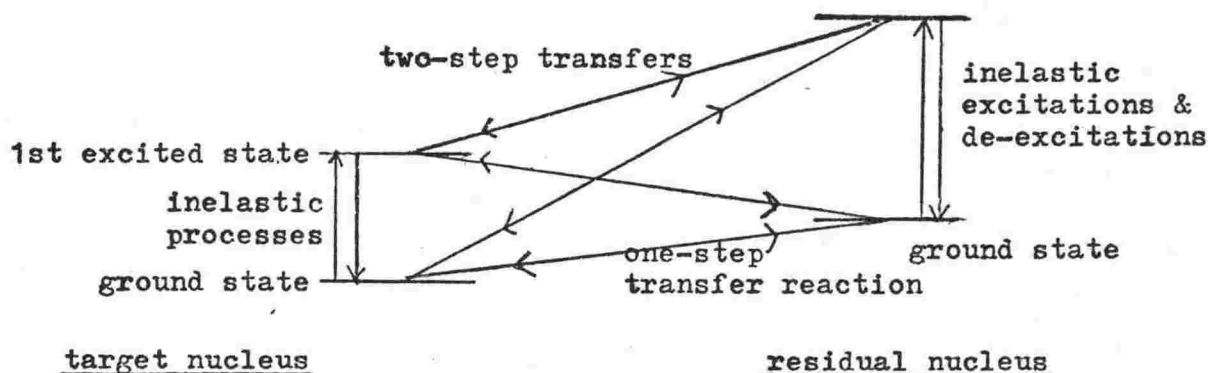 two-step transfers
inelastic
excitations &
de-excitations
1st excited state
inelastic
processes
ground state
one-step
transfer reaction
ground state
target nucleus
residual nucleus